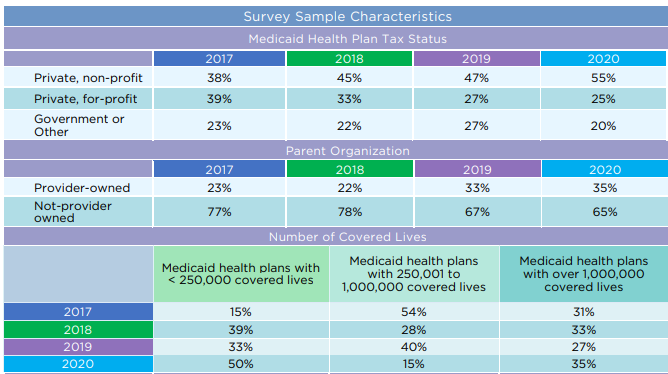 Survey Sample Characteristics
Medicaid Health Plan Tax Status
2017 2018 2019 2020
Private, non-profit 38% 45% 47% 55%
Private, for-profit 39% 33% 27% 25%
Government or
Other 23% 22% 27% 20%
Parent Organization
2017 2018 2019 2020
Provider-owned 23% 22% 33% 35%
Not-provider
owned 77% 78% 67% 65%
Number of Covered Lives
Medicaid health plans with
< 250,000 covered lives
Medicaid health plans
with 250,001 to
1,000,000 covered lives
Medicaid health plans
with over 1,000,000
covered lives
2017 15% 54% 31%
2018 39% 28% 33%
2019 33% 40% 27%
2020 50% 15% 35%